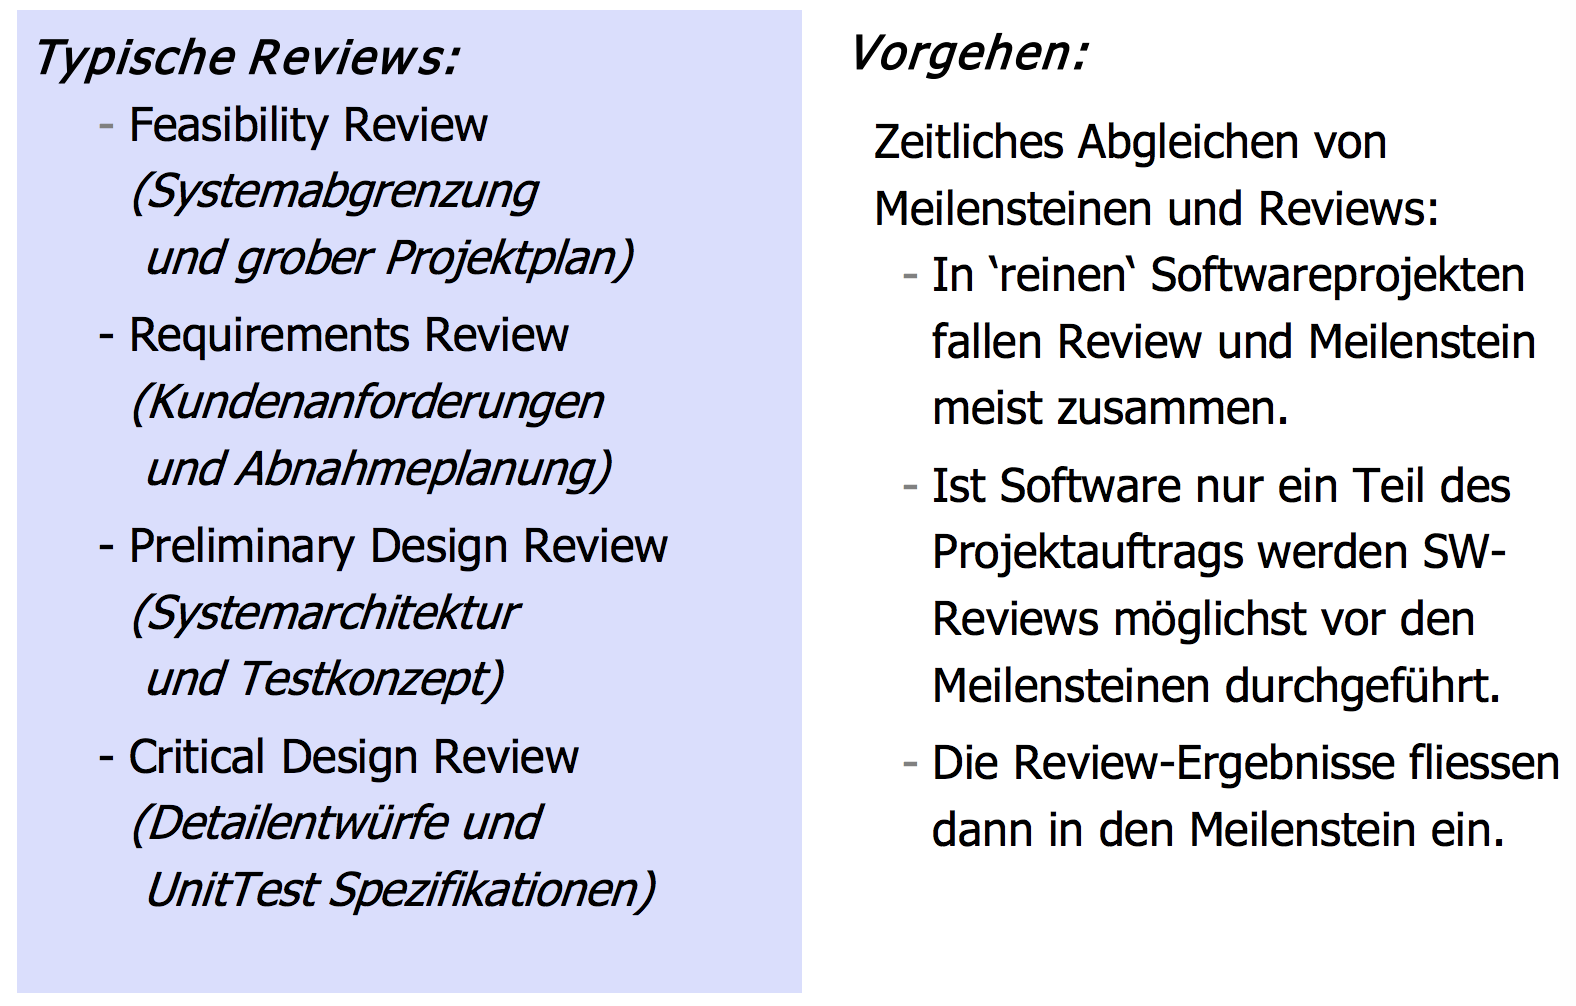 Typische Reviews:
- Feasibility Review
(Systemabgrenzung
und grober Projektplan)
- Requirements Review
(Kundenanforderungen
und Abnahmeplanung)
- Preliminary Design Review
(Systemarchitektur
und Testkonzept)
- Critical Design Review
(Detailentwürfe und
UnitTest Spezifikationen)
Vorgehen:
Zeitliches Abgleichen von
Meilensteinen und Reviews:
- In ‛reinen‛ Softwareprojekten
fallen Review und Meilenstein
meist zusammen.
- Ist Software nur ein Teil des
Projektauftrags werden SW-
Reviews möglichst vor den
Meilensteinen durchgeführt.
- Die Review-Ergebnisse fliessen
dann in den Meilenstein ein.